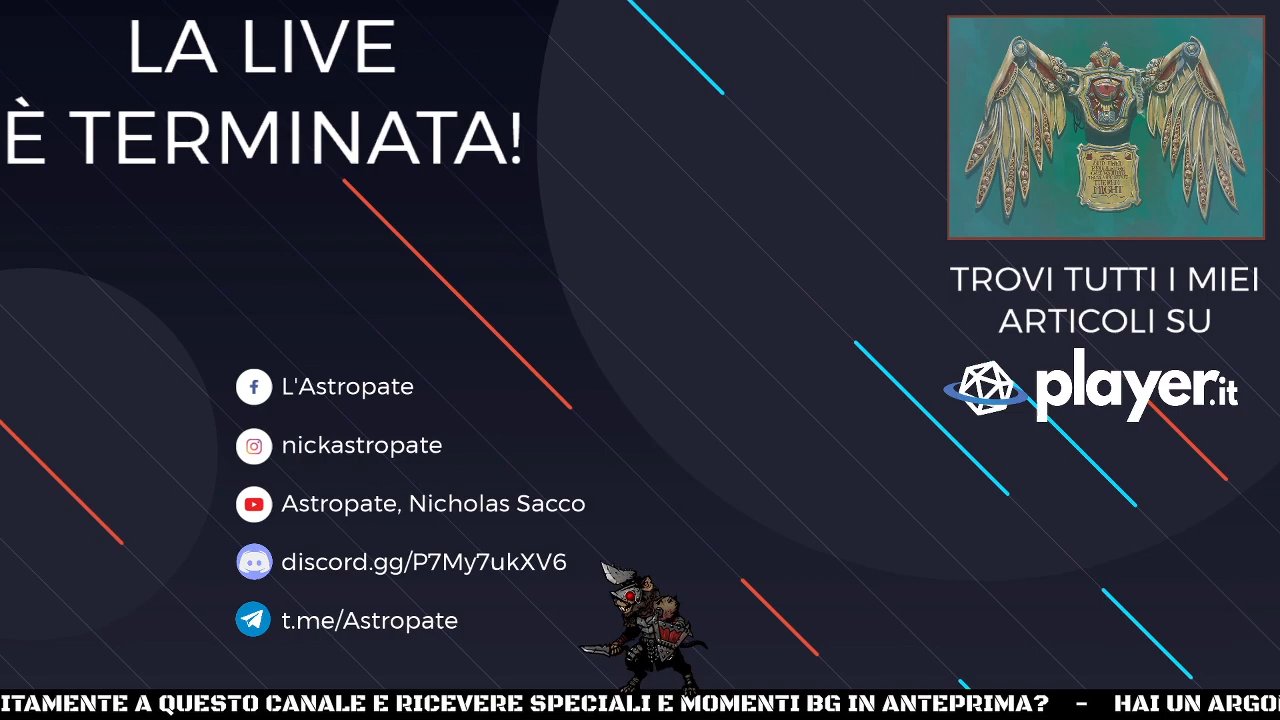 LA LIVE
È TERMINATA!
TROVI TUTTI I MIEI
ARTICOLI SU
player.it
L'Astropate
nickastropate
Astropate, Nicholas Sacco
discord.gg/P7My7ukXV6
t.me/Astropate
ITAMENTE A QUESTO CANALE E RICEVERE SPECIALI E MOMENTI BG IN ANTEPRIMA? - HAI UN ARGO